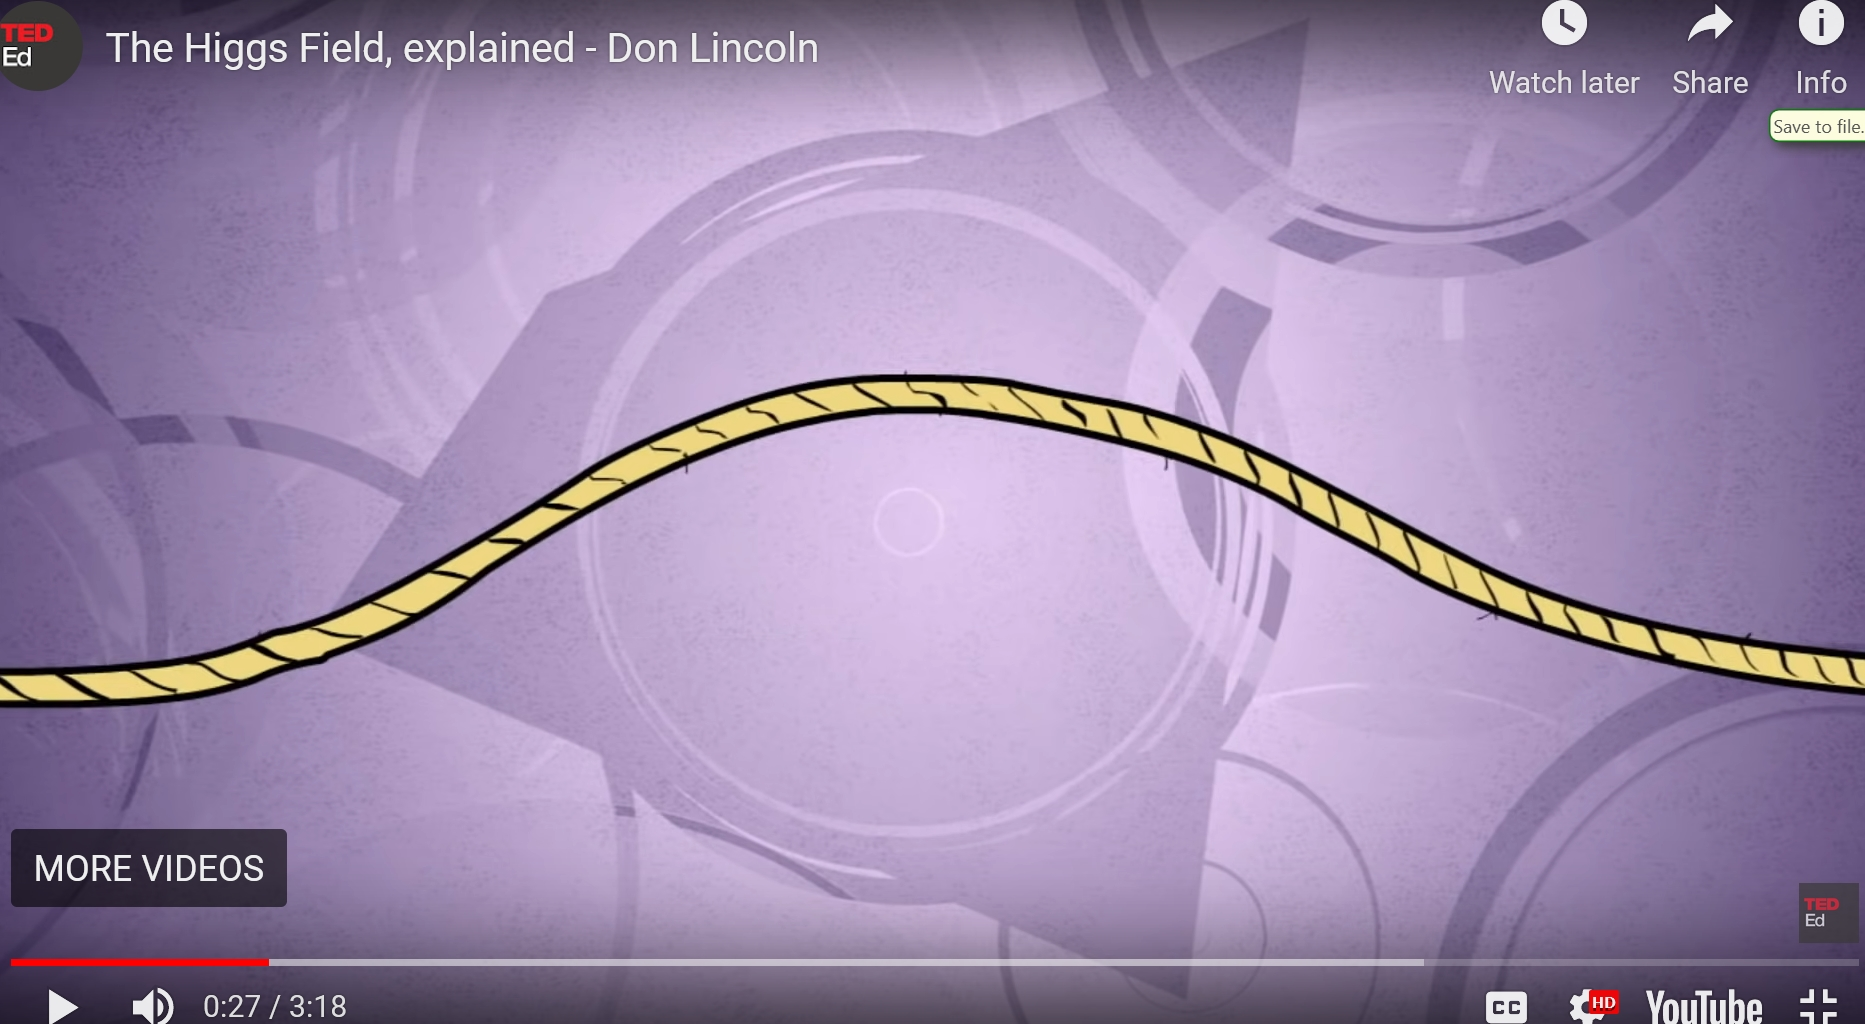 TED
Ed
The Higgs Field, explained - Don Lincoln
Watch later
Share
Info
Save to file.
MORE VIDEOS
TED
Ed
0:27 / 3:18
CC
HD
YouTube